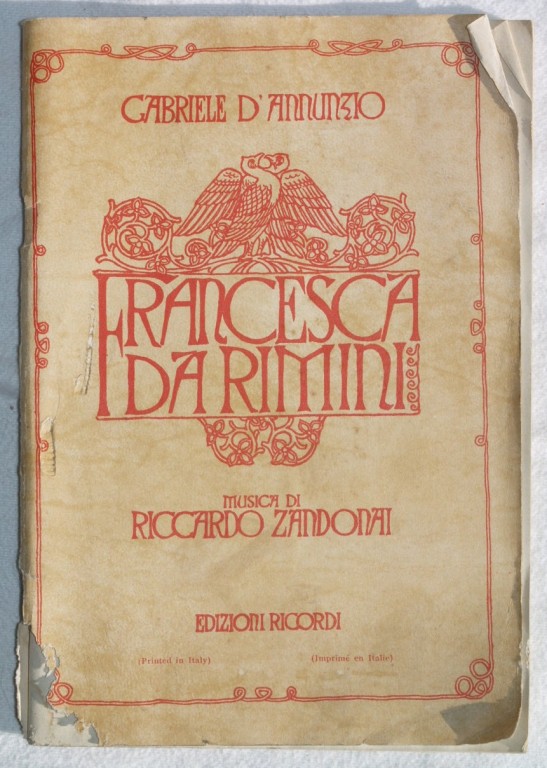 GABRIELE D'ANNUNZIO
FRANCESCA
DA RIMINI
MUSICA DI
RICCARDO ZANDONAI
EDIZIONI RICORDI
(Printed in Italy) (Imprimé en Italie)